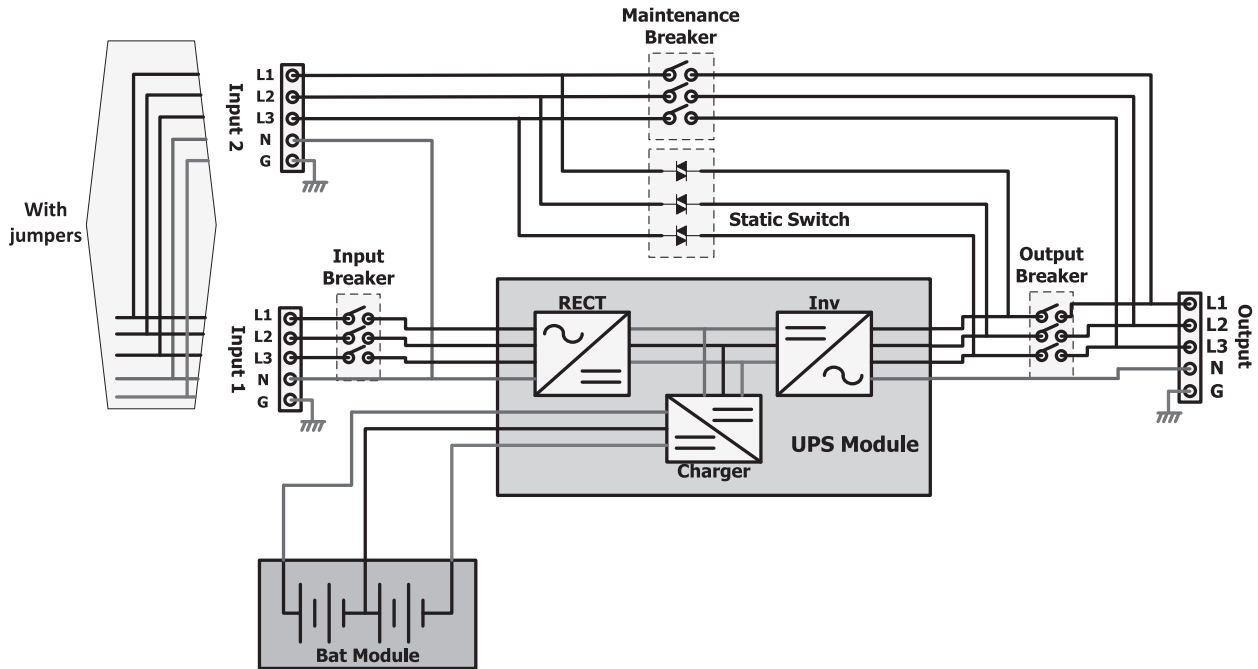 Maintenance
Breaker
With
jumpers
Input 2
L1
L2
L3
N
G
Static Switch
Input
Breaker
Input 1
L1
L2
L3
N
G
RECT
Inv
Charger
UPS Module
Output
Breaker
L1
L2
L3
N
G
Output
Bat Module